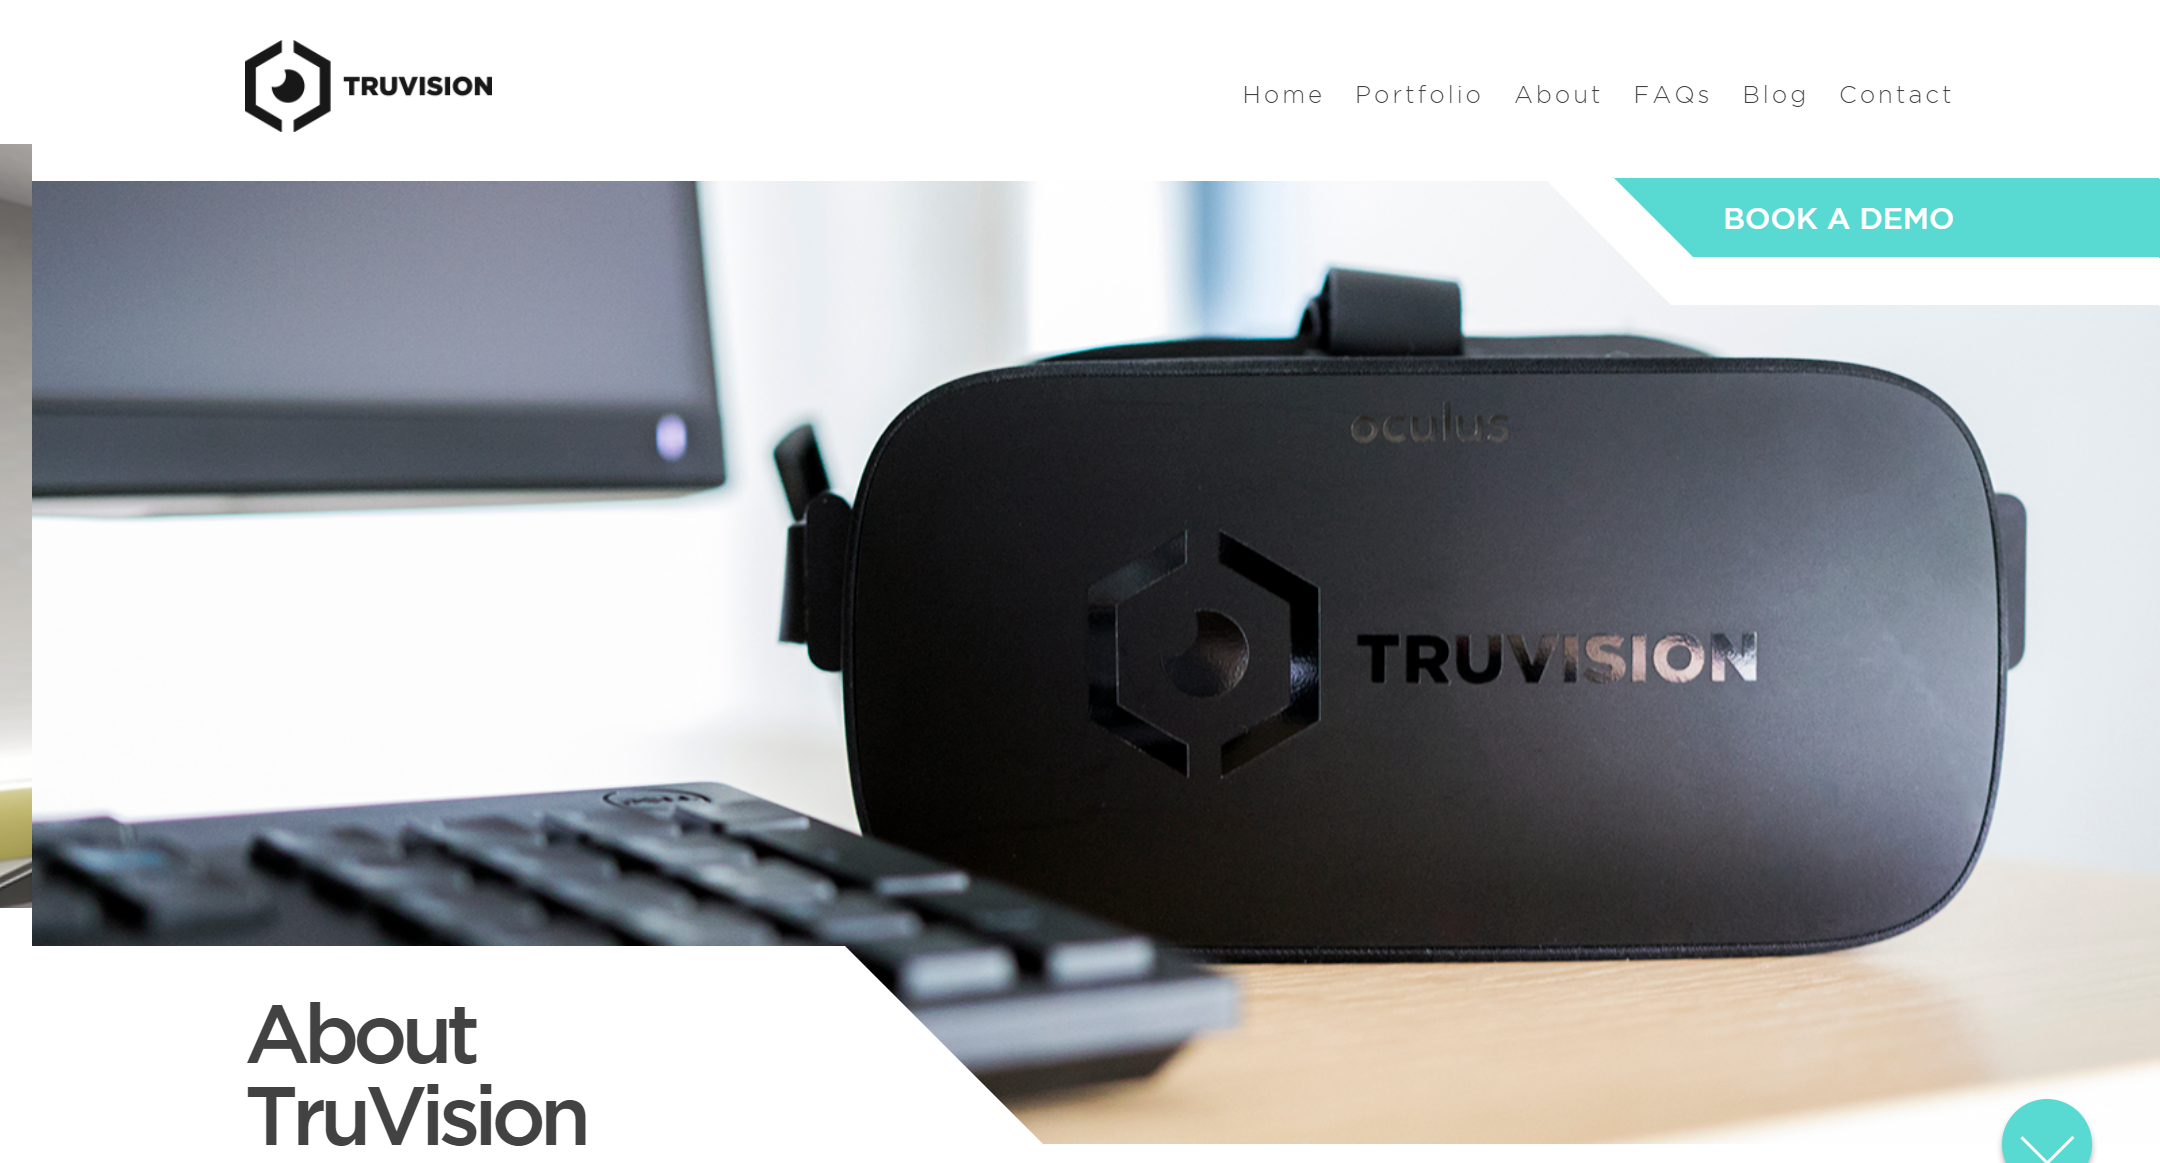 TRUVISION
Home Portfolio About FAQs Blog Contact
BOOK A DEMO
oculus
TRUVISION
About
TruVision